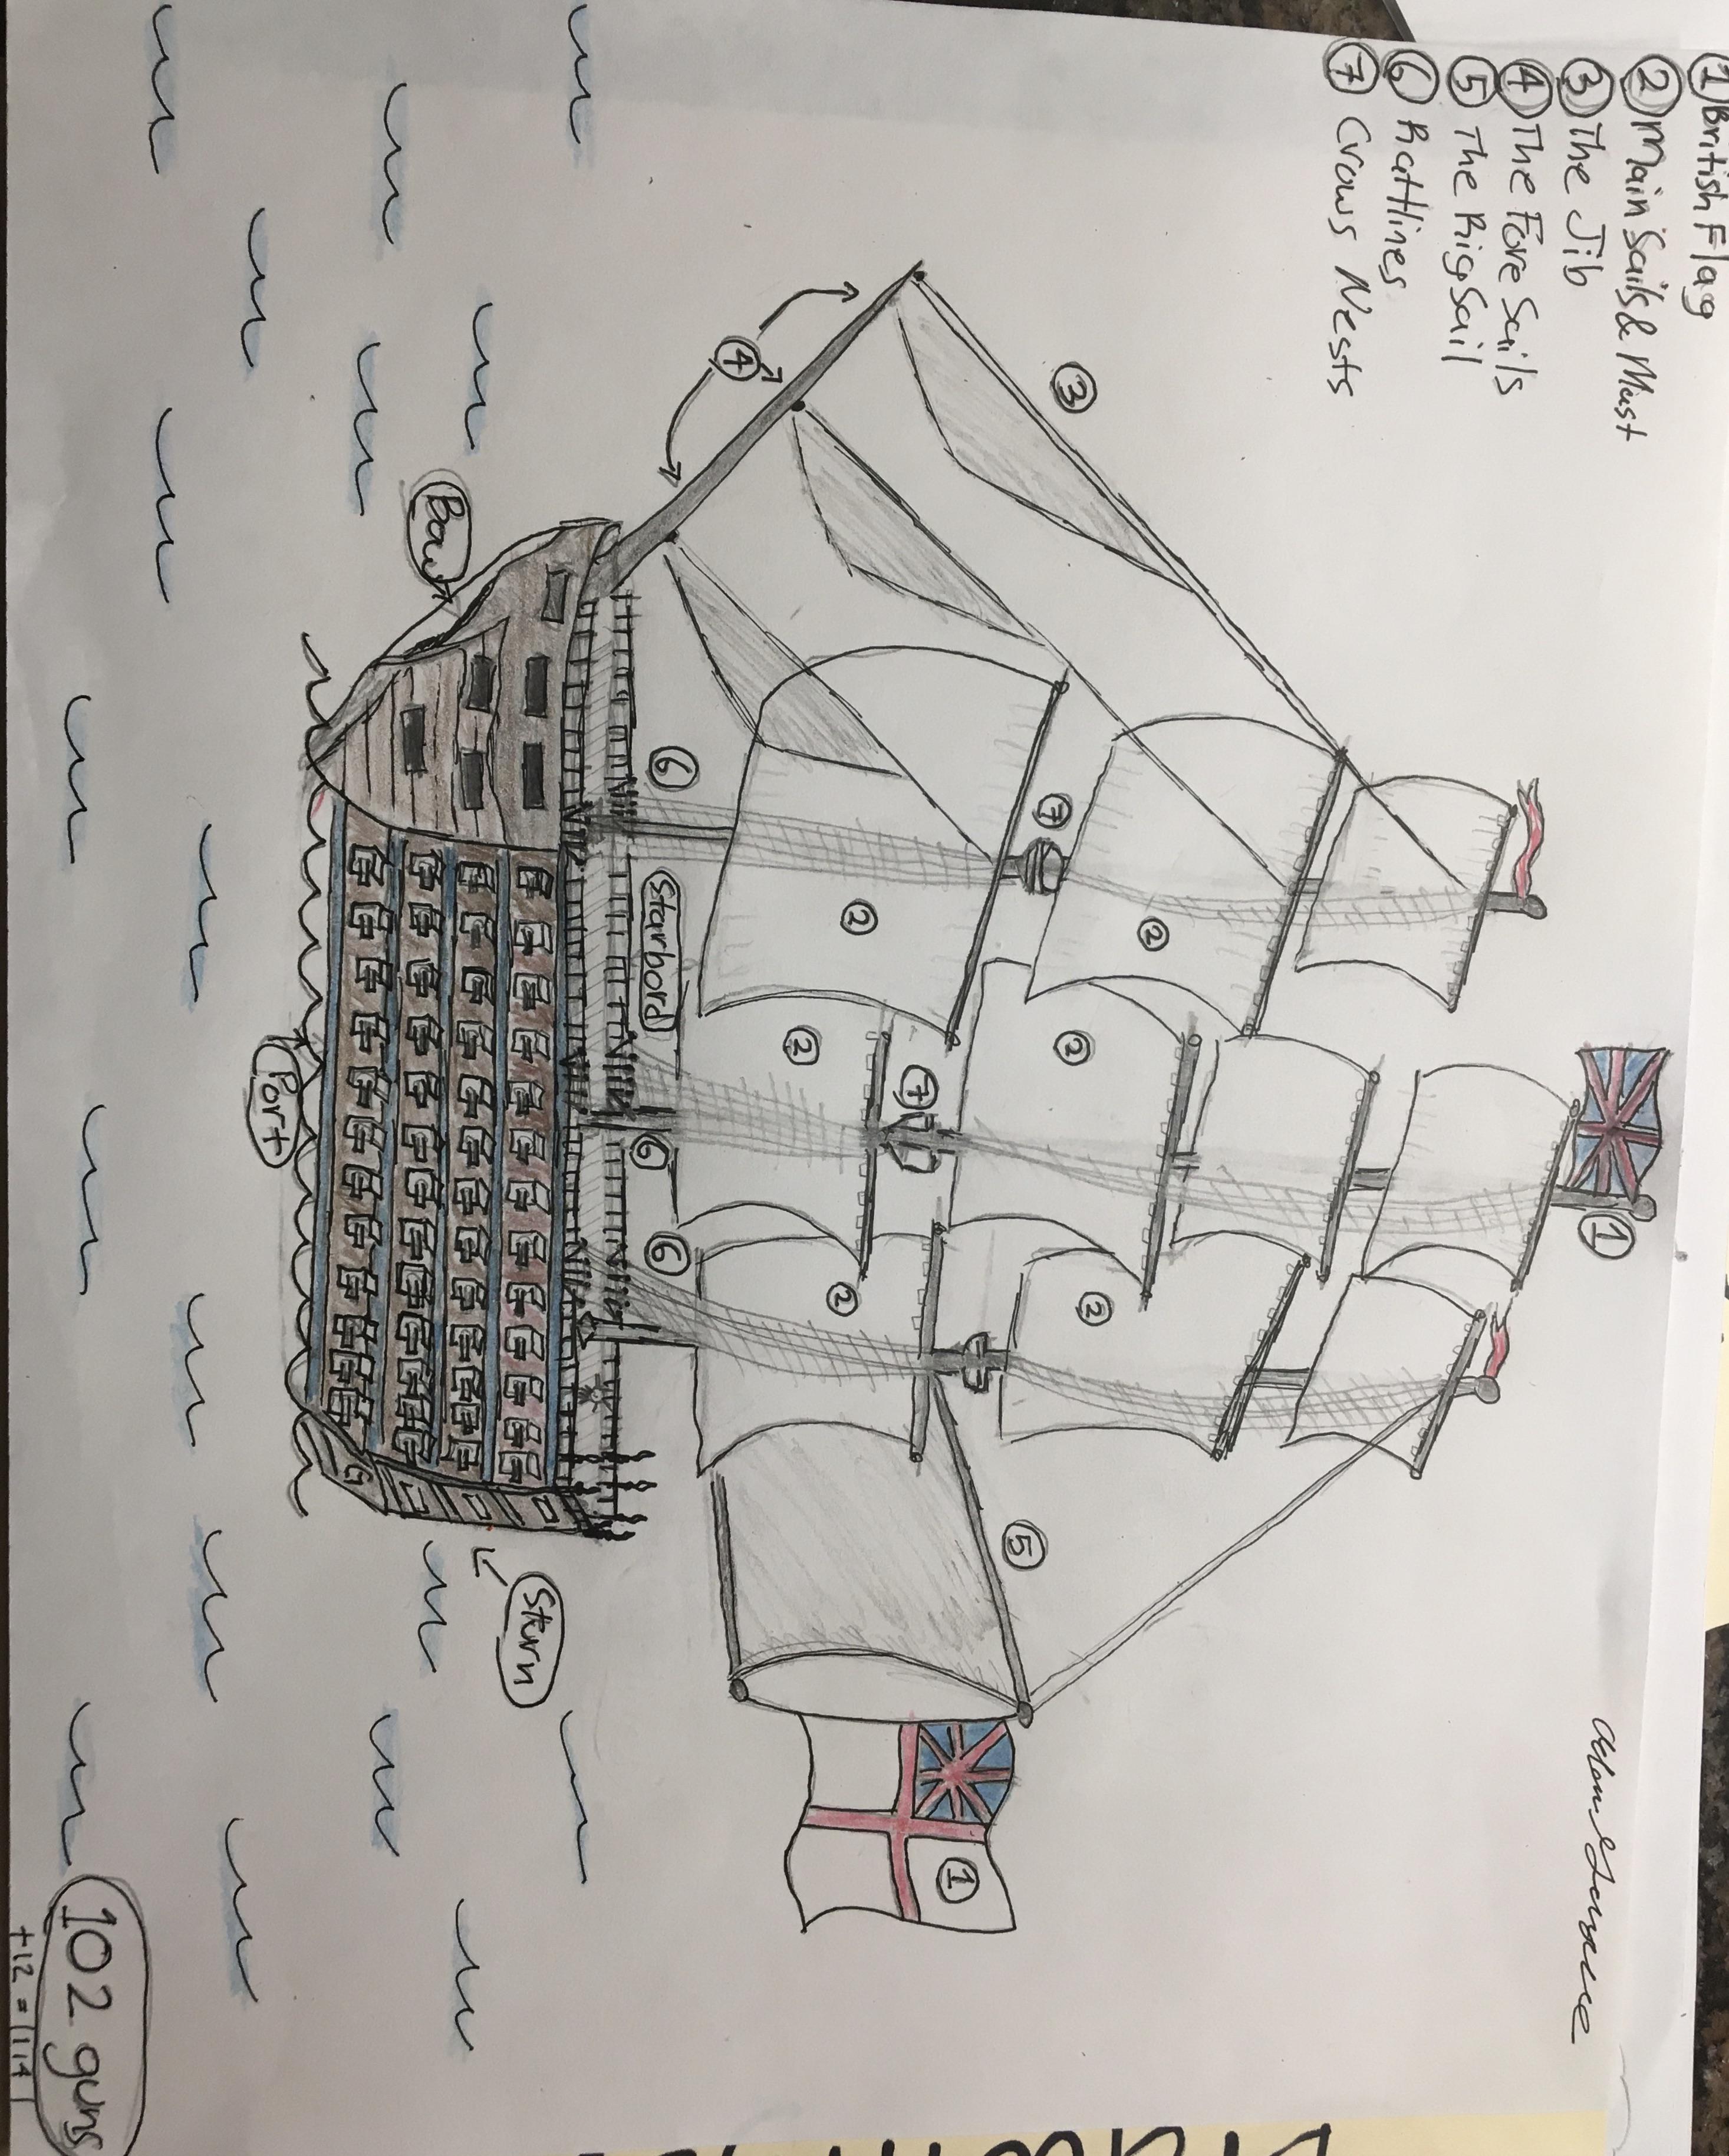 ① British Flag
② Main Sails & Mast
③ The Jib
④ The Fore Sails
⑤ The Rig Sail
⑥ Rattlines
⑦ Crows Nests
①
③
④
⑦
②
②
②
②
⑦
②
②
⑥
⑥
⑥
⑤
①
Starbord
Bow
Port
Stern
102 guns
+12 = 114